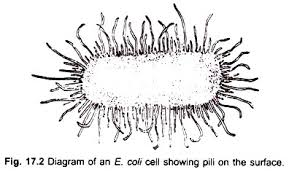 Fig. 17.2 Diagram of an E. coli cell showing pili on the surface.